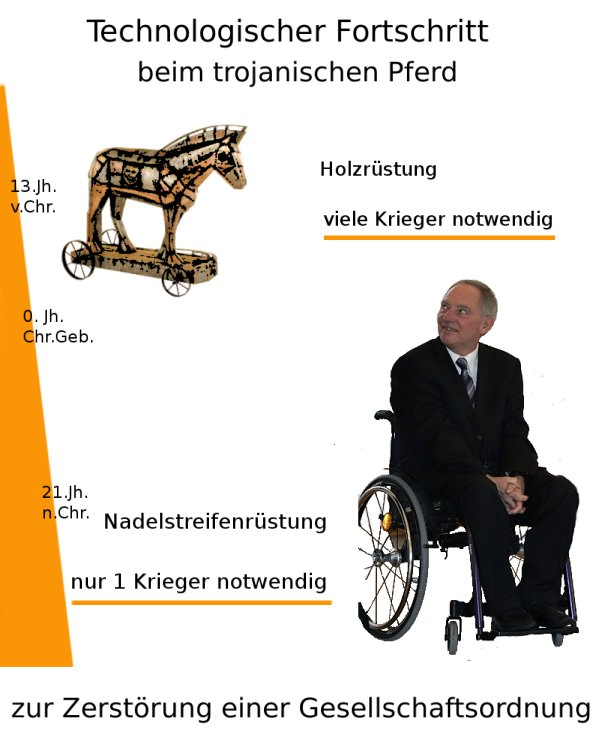 Technologischer Fortschritt
beim trojanischen Pferd
13.Jh.
v.Chr.
Holzrüstung
viele Krieger notwendig
0. Jh.
Chr.Geb.
21.Jh.
n.Chr.
Nadelstreifenrüstung
nur 1 Krieger notwendig
zur Zerstörung einer Gesellschaftsordnung